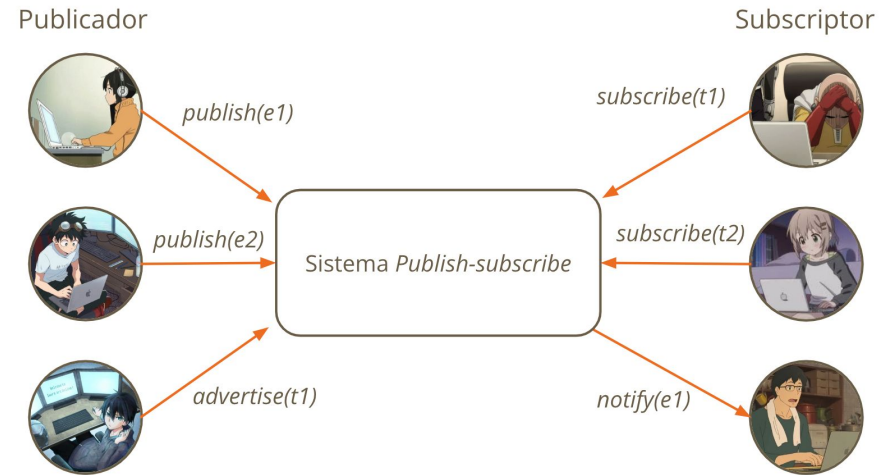 Publicador
Subscriptor
publish(e1)
subscribe(t1)
publish(e2)
subscribe(t2)
Sistema Publish-subscribe
advertise(t1)
notify(e1)